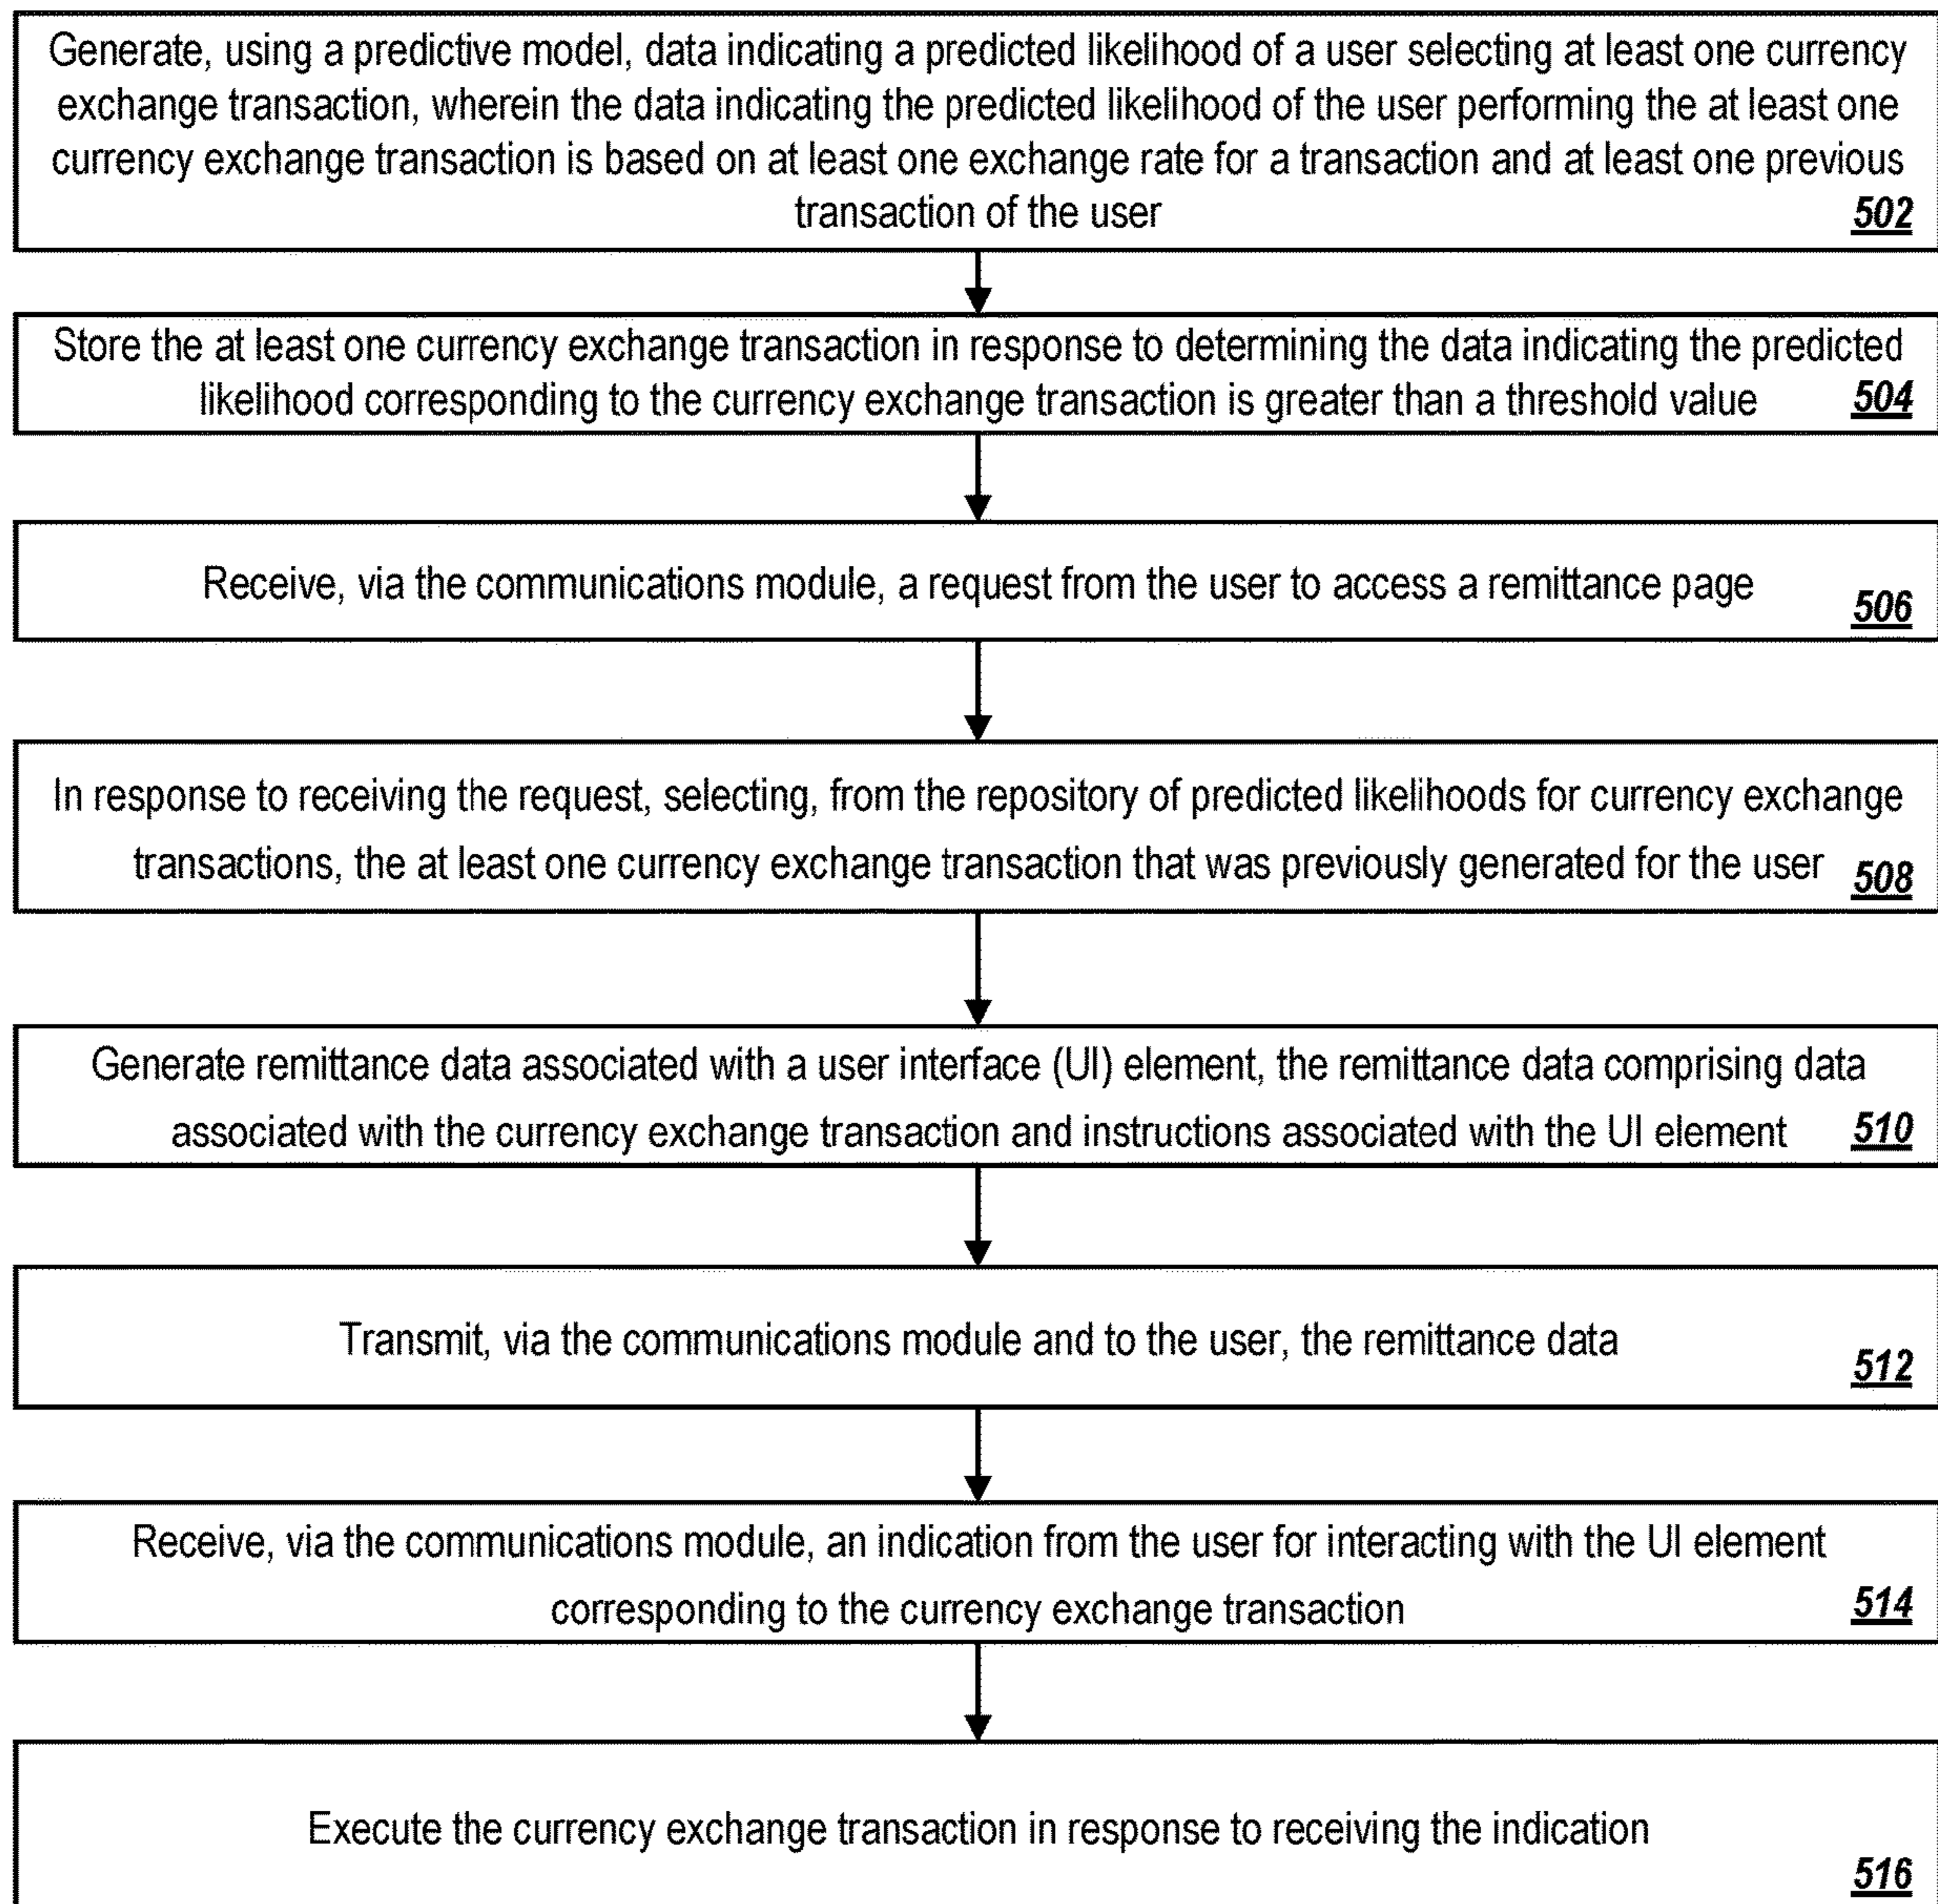 Generate, using a predictive model, data indicating a predicted likelihood of a user selecting at least one currency
exchange transaction, wherein the data indicating the predicted likelihood of the user performing the at least one
currency exchange transaction is based on at least one exchange rate for a transaction and at least one previous
transaction of the user 502
Store the at least one currency exchange transaction in response to determining the data indicating the predicted
likelihood corresponding to the currency exchange transaction is greater than a threshold value 504
Receive, via the communications module, a request from the user to access a remittance page 506
In response to receiving the request, selecting, from the repository of predicted likelihoods for currency exchange
transactions, the at least one currency exchange transaction that was previously generated for the user 508
Generate remittance data associated with a user interface (UI) element, the remittance data comprising data
associated with the currency exchange transaction and instructions associated with the UI element 510
Transmit, via the communications module and to the user, the remittance data 512
Receive, via the communications module, an indication from the user for interacting with the UI element
corresponding to the currency exchange transaction 514
Execute the currency exchange transaction in response to receiving the indication
516